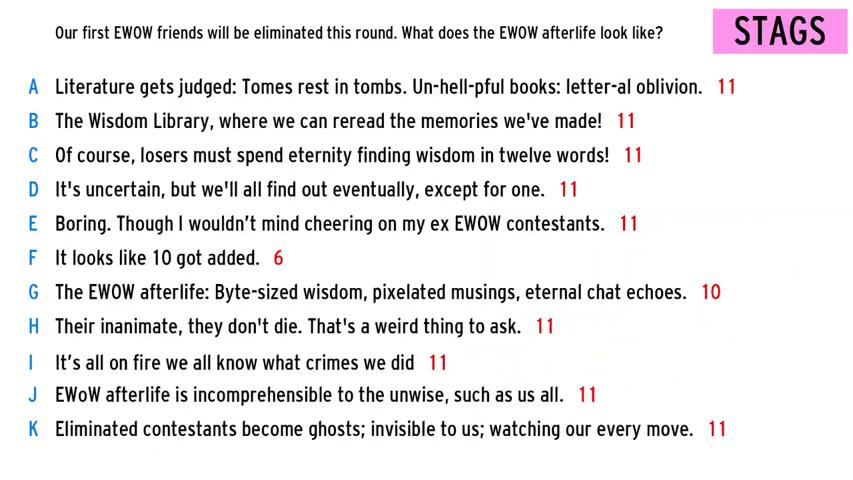 Our first EWOW friends will be eliminated this round. What does the EWOW afterlife look like?
STAGS
A Literature gets judged: Tomes rest in tombs. Un-hell-pful books: letter-al oblivion. 11
B The Wisdom Library, where we can reread the memories we've made! 11
C Of course, losers must spend eternity finding wisdom in twelve words! 11
D It's uncertain, but we'll all find out eventually, except for one. 11
E Boring. Though I wouldn’t mind cheering on my ex EWOW contestants. 11
F It looks like 10 got added. 6
G The EWOW afterlife: Byte-sized wisdom, pixelated musings, eternal chat echoes. 10
H Their inanimate, they don't die. That's a weird thing to ask. 11
I It’s all on fire we all know what crimes we did 11
J EWoW afterlife is incomprehensible to the unwise, such as us all. 11
K Eliminated contestants become ghosts; invisible to us; watching our every move. 11